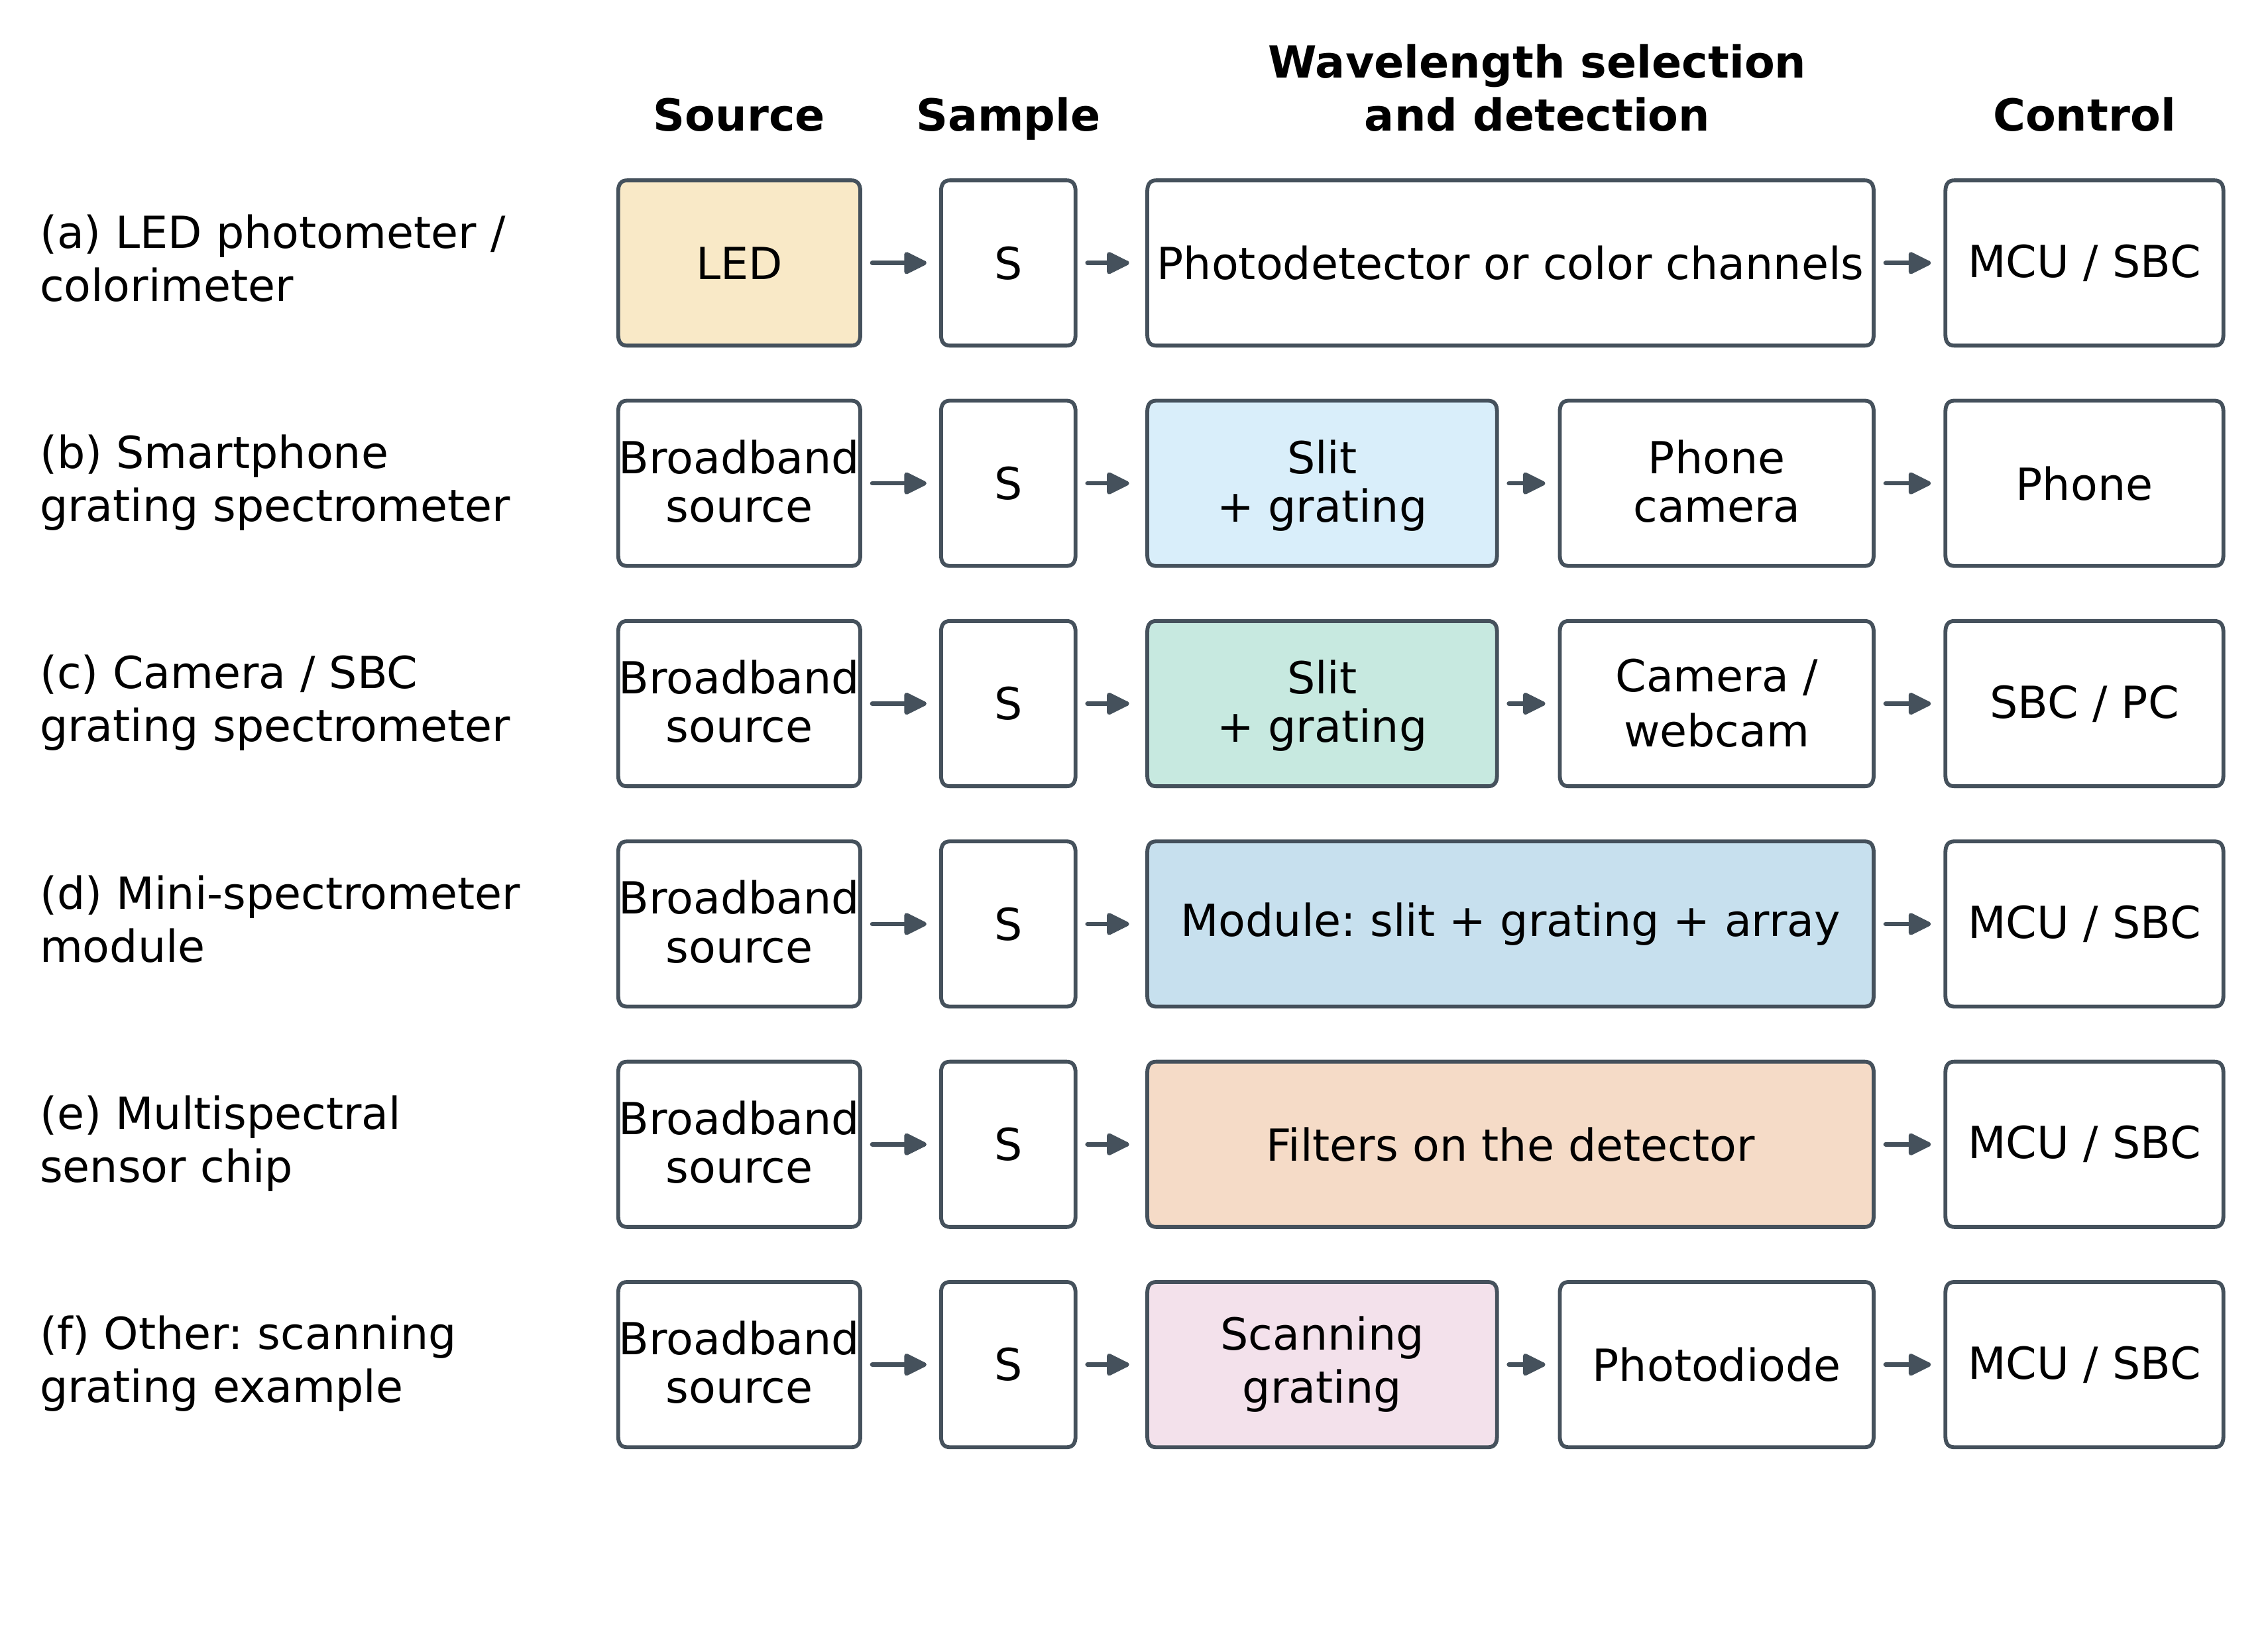 Wavelength selection
and detection
Source
Sample
Control
(a) LED photometer /
colorimeter
LED
S
Photodetector or color channels
MCU / SBC
(b) Smartphone
grating spectrometer
Broadband
source
S
Slit
+ grating
Phone
camera
Phone
(c) Camera / SBC
grating spectrometer
Broadband
source
S
Slit
+ grating
Camera /
webcam
SBC / PC
(d) Mini-spectrometer
module
Broadband
source
S
Module: slit + grating + array
MCU / SBC
(e) Multispectral
sensor chip
Broadband
source
S
Filters on the detector
MCU / SBC
(f) Other: scanning
grating example
Broadband
source
S
Scanning
grating
Photodiode
MCU / SBC